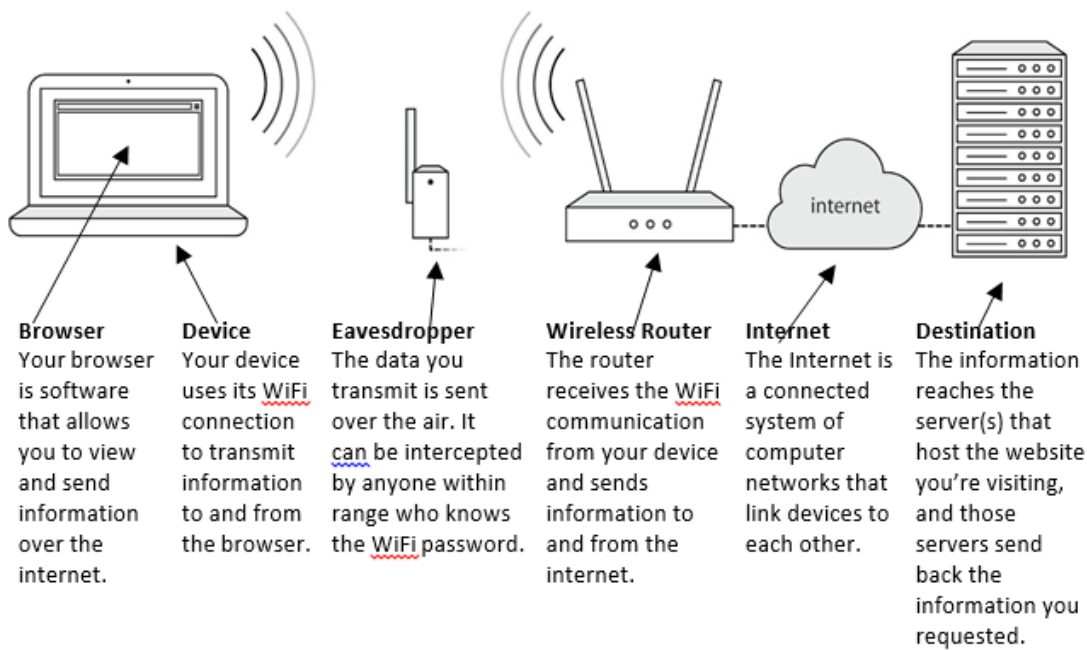 internet
Browser
Your browser
is software
that allows
you to view
and send
information
over the
internet.
Device
Your device
uses its WiFi
connection
to transmit
information
to and from
the browser.
Eavesdropper
The data you
transmit is sent
over the air. It
can be intercepted
by anyone within
range who knows
the WiFi password.
Wireless Router
The router
receives the WiFi
communication
from your device
and sends
information to
and from the
internet.
Internet
The Internet is
a connected
system of
computer
networks that
link devices to
each other.
Destination
The information
reaches the
server(s) that
host the website
you’re visiting,
and those
servers send
back the
information you
requested.